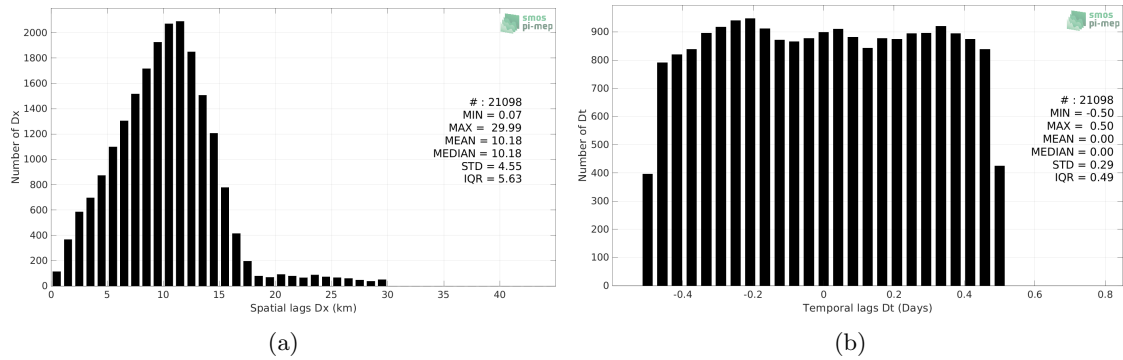 smos
pi-mep
2000
1800
1600
1400
1200
1000
800
600
400
200
0
Number of Dx
# : 21098
MIN = 0.07
MAX = 29.99
MEAN = 10.18
MEDIAN = 10.18
STD = 4.55
IQR = 5.63
0 5 10 15 20 25 30 35 40
Spatial lags Dx (km)
(a)
smos
pi-mep
900
800
700
600
500
400
300
200
100
0
Number of Dt
# : 21098
MIN = -0.50
MAX = 0.50
MEAN = 0.00
MEDIAN = 0.00
STD = 0.29
IQR = 0.49
-0.4 -0.2 0 0.2 0.4 0.6 0.8
Temporal lags Dt (Days)
(b)